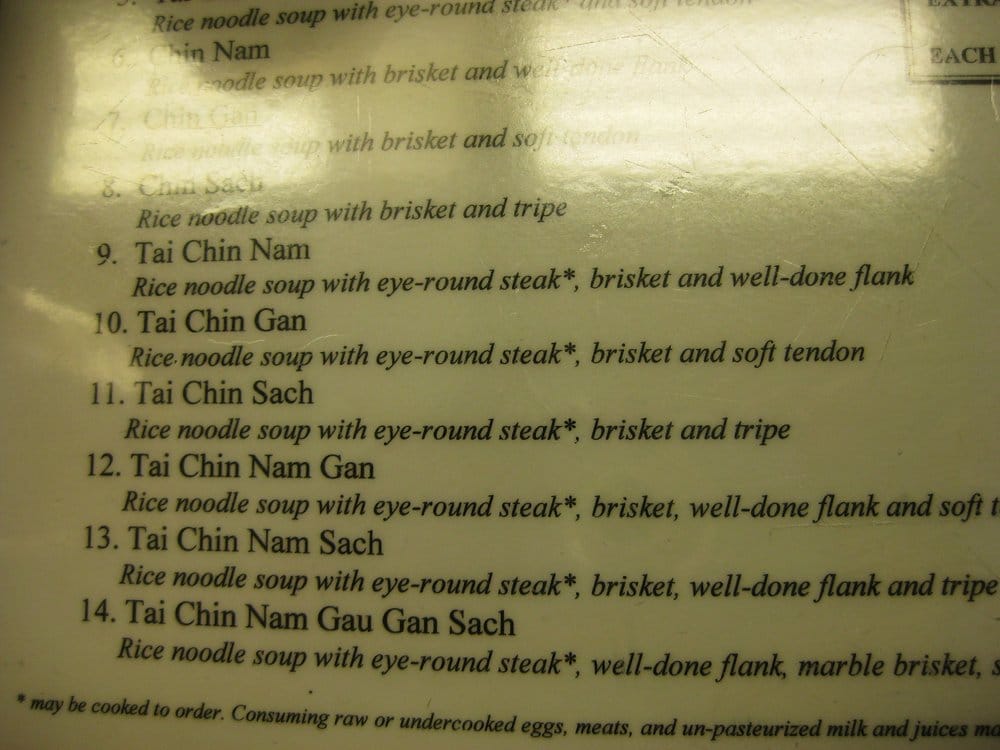 Rice noodle soup with eye-round steak* and soft tendon
EXTRA
EACH
6. Chin Nam
Rice noodle soup with brisket and well-done flank
7. Chin Gan
Rice noodle soup with brisket and soft tendon
8. Chin Sach
Rice noodle soup with brisket and tripe
9. Tai Chin Nam
Rice noodle soup with eye-round steak*, brisket and well-done flank
10. Tai Chin Gan
Rice noodle soup with eye-round steak*, brisket and soft tendon
11. Tai Chin Sach
Rice noodle soup with eye-round steak*, brisket and tripe
12. Tai Chin Nam Gan
Rice noodle soup with eye-round steak*, brisket, well-done flank and soft t
13. Tai Chin Nam Sach
Rice noodle soup with eye-round steak*, brisket, well-done flank and tripe
14. Tai Chin Nam Gau Gan Sach
Rice noodle soup with eye-round steak*, well-done flank, marble brisket, s
* may be cooked to order. Consuming raw or undercooked eggs, meats, and un-pasteurized milk and juices ma